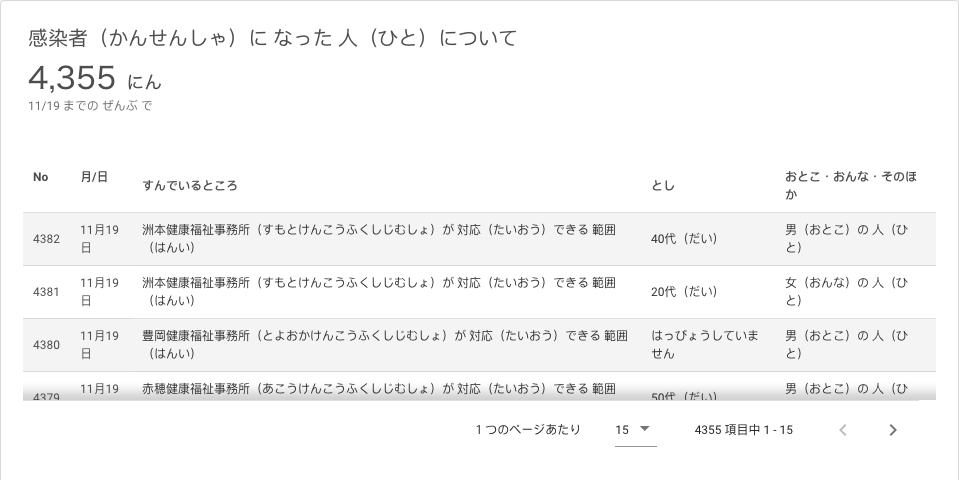 感染者（かんせんしゃ）に なった 人（ひと）について
4,355 にん
11/19 までの ぜんぶ で
No 月/日 すんでいるところ とし おとこ・おんな・そのほ
か
4382 11月19
日 洲本健康福祉事務所（すもとけんこうふくしじむしょ）が 対応（たいおう）できる 範囲
（はんい） 40代（だい） 男（おとこ）の 人（ひ
と）
4381 11月19
日 洲本健康福祉事務所（すもとけんこうふくしじむしょ）が 対応（たいおう）できる 範囲
（はんい） 20代（だい） 女（おんな）の 人（ひ
と）
4380 11月19
日 豊岡健康福祉事務所（とよおかけんこうふくしじむしょ）が 対応（たいおう）できる 範囲
（はんい） はっぴょうしていま
せん 男（おとこ）の 人（ひ
と）
4379 11月19 赤穂健康福祉事務所（あこうけんこうふくしじむしょ）が 対応（たいおう）できる 範囲 50代（だい） 男（おとこ）の 人（ひ
1 つのページあたり 15 4355 項目中 1 - 15